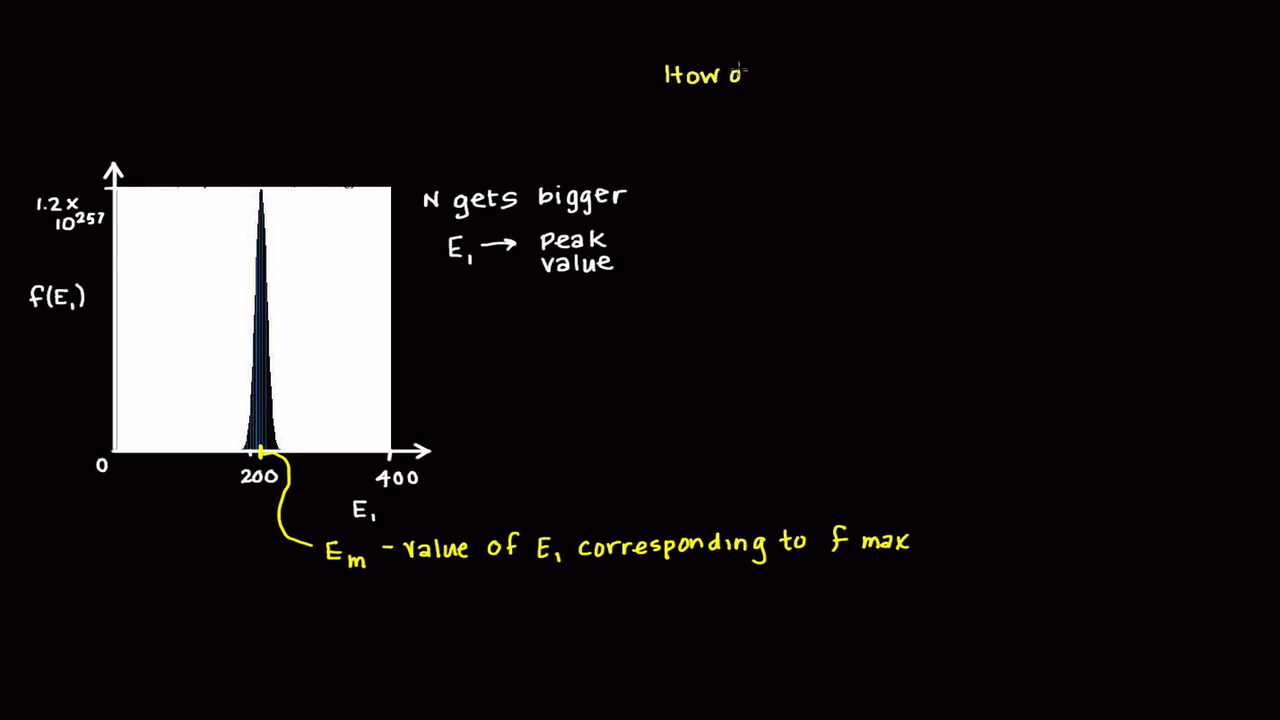 How d
1.2 x
10^257
N gets bigger
E₁ → peak
value
f(E₁)
0
200
400
E₁
Eₘ - value of E₁ corresponding to f max